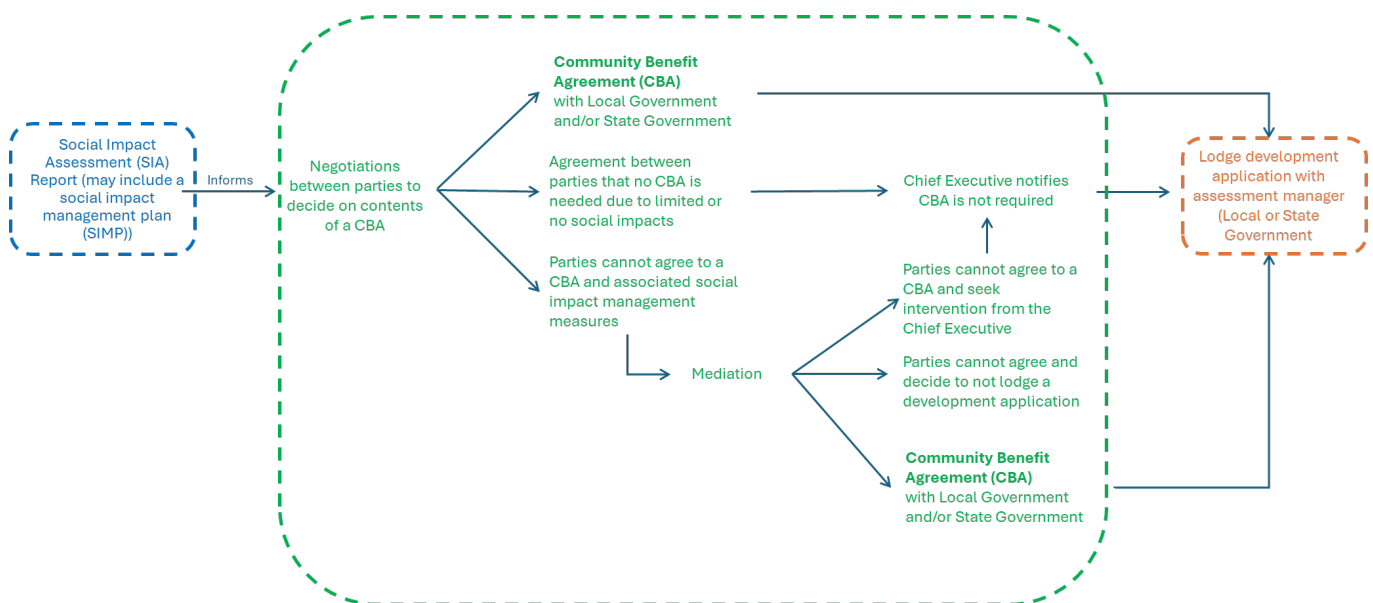 Social Impact
Assessment (SIA)
Report (may include a
social impact
management plan
(SIMP))
Informs
Negotiations
between parties to
decide on contents
of a CBA
Community Benefit
Agreement (CBA)
with Local Government
and/or State Government
Agreement between
parties that no CBA is
needed due to limited or
no social impacts
Parties cannot agree to a
CBA and associated social
impact management
measures
Mediation
Chief Executive notifies
CBA is not required
Parties cannot agree to a
CBA and seek
intervention from the
Chief Executive
Parties cannot agree and
decide to not lodge a
development application
Community Benefit
Agreement (CBA)
with Local Government
and/or State Government
Lodge development
application with
assessment manager
(Local or State
Government